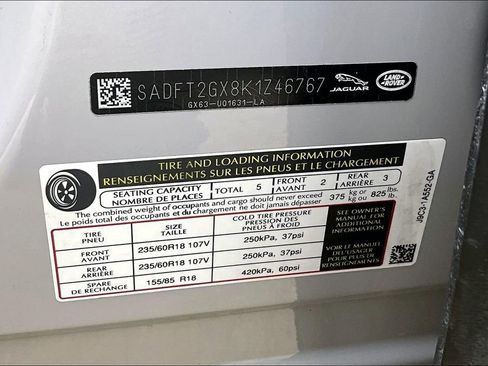 SADFT2GX8K1Z46767
GX63-U01631-LA
JAGUAR
LAND ROVER
TIRE AND LOADING INFORMATION
RENSEIGNEMENTS SUR LES PNEUS ET LE CHARGEMENT
SEATING CAPACITY
NOMBRE DE PLACES
TOTAL 5
FRONT
AVANT 2
REAR
ARRIÈRE 3
The combined weight of occupants and cargo should never exceed
Le poids total des occupants et du chargement ne doit jamais dépasser
375 kg or
kg ou
825 lbs.
lb.
TIRE
PNEU
SIZE
TAILLE
COLD TIRE PRESSURE
PRESSION DES
PNEUS À FROID
FRONT
AVANT
235/60R18 107V
250kPa, 37psi
REAR
ARRIÈRE
235/60R18 107V
250kPa, 37psi
SPARE
DE RECHANGE
155/85 R18
420kPa, 60psi
SEE OWNER'S
MANUAL FOR
ADDITIONAL
INFORMATION
VOIR LE MANUEL
DE L'USAGER
POUR PLUS DE
RENSEIGNEMENTS